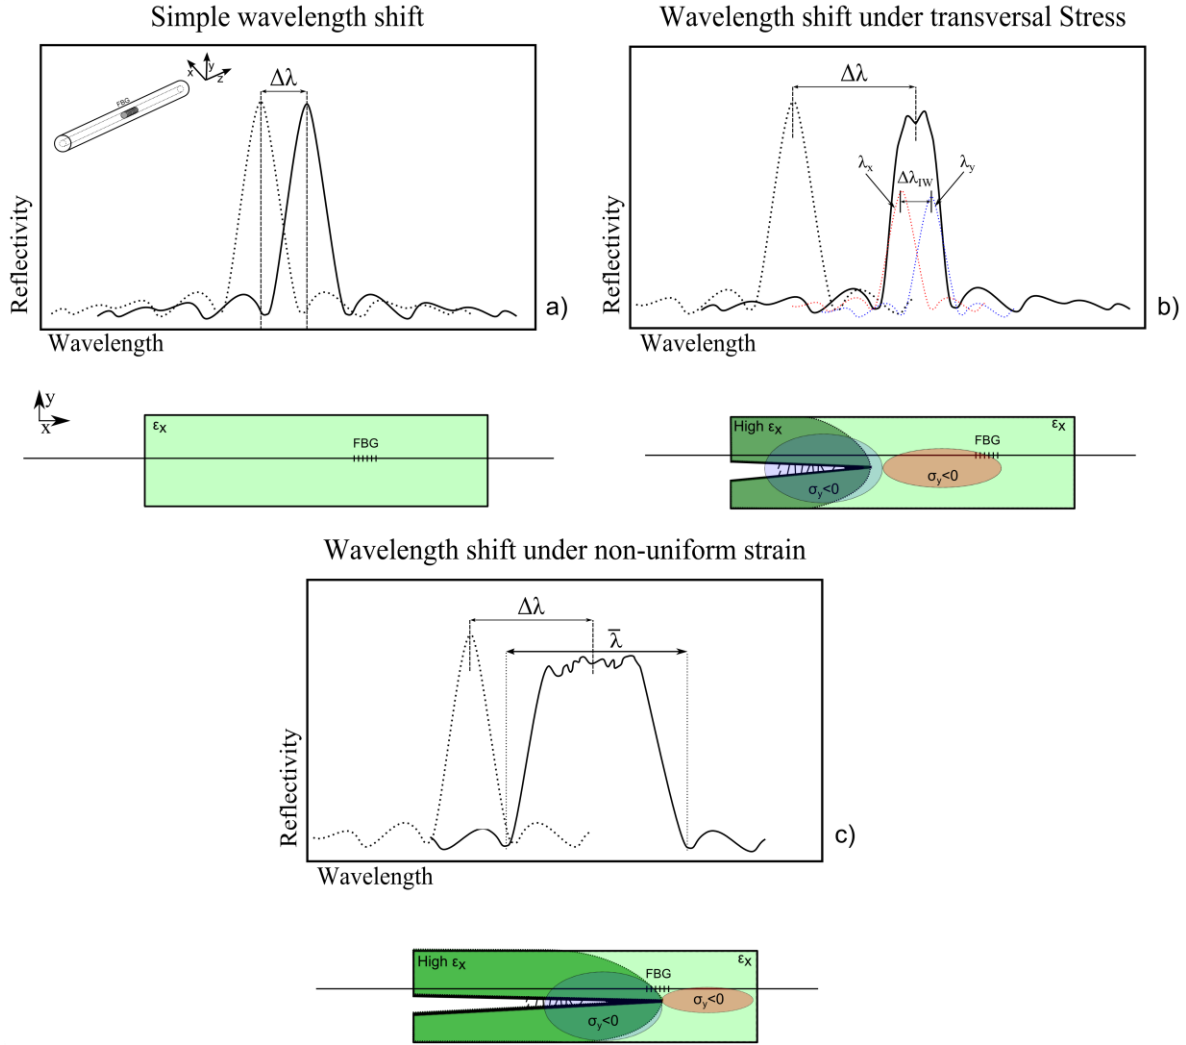 Simple wavelength shift
x
y
z
FBG
Δλ
Reflectivity
a)
Wavelength
y
x
εx
FBG
Wavelength shift under transversal Stress
Δλ
λx
ΔλIW
λy
Reflectivity
b)
Wavelength
High εx
εx
FBG
σy<0
σy<0
Wavelength shift under non-uniform strain
Δλ
λ̅
Reflectivity
c)
Wavelength
High εx
εx
FBG
σy<0
σy<0